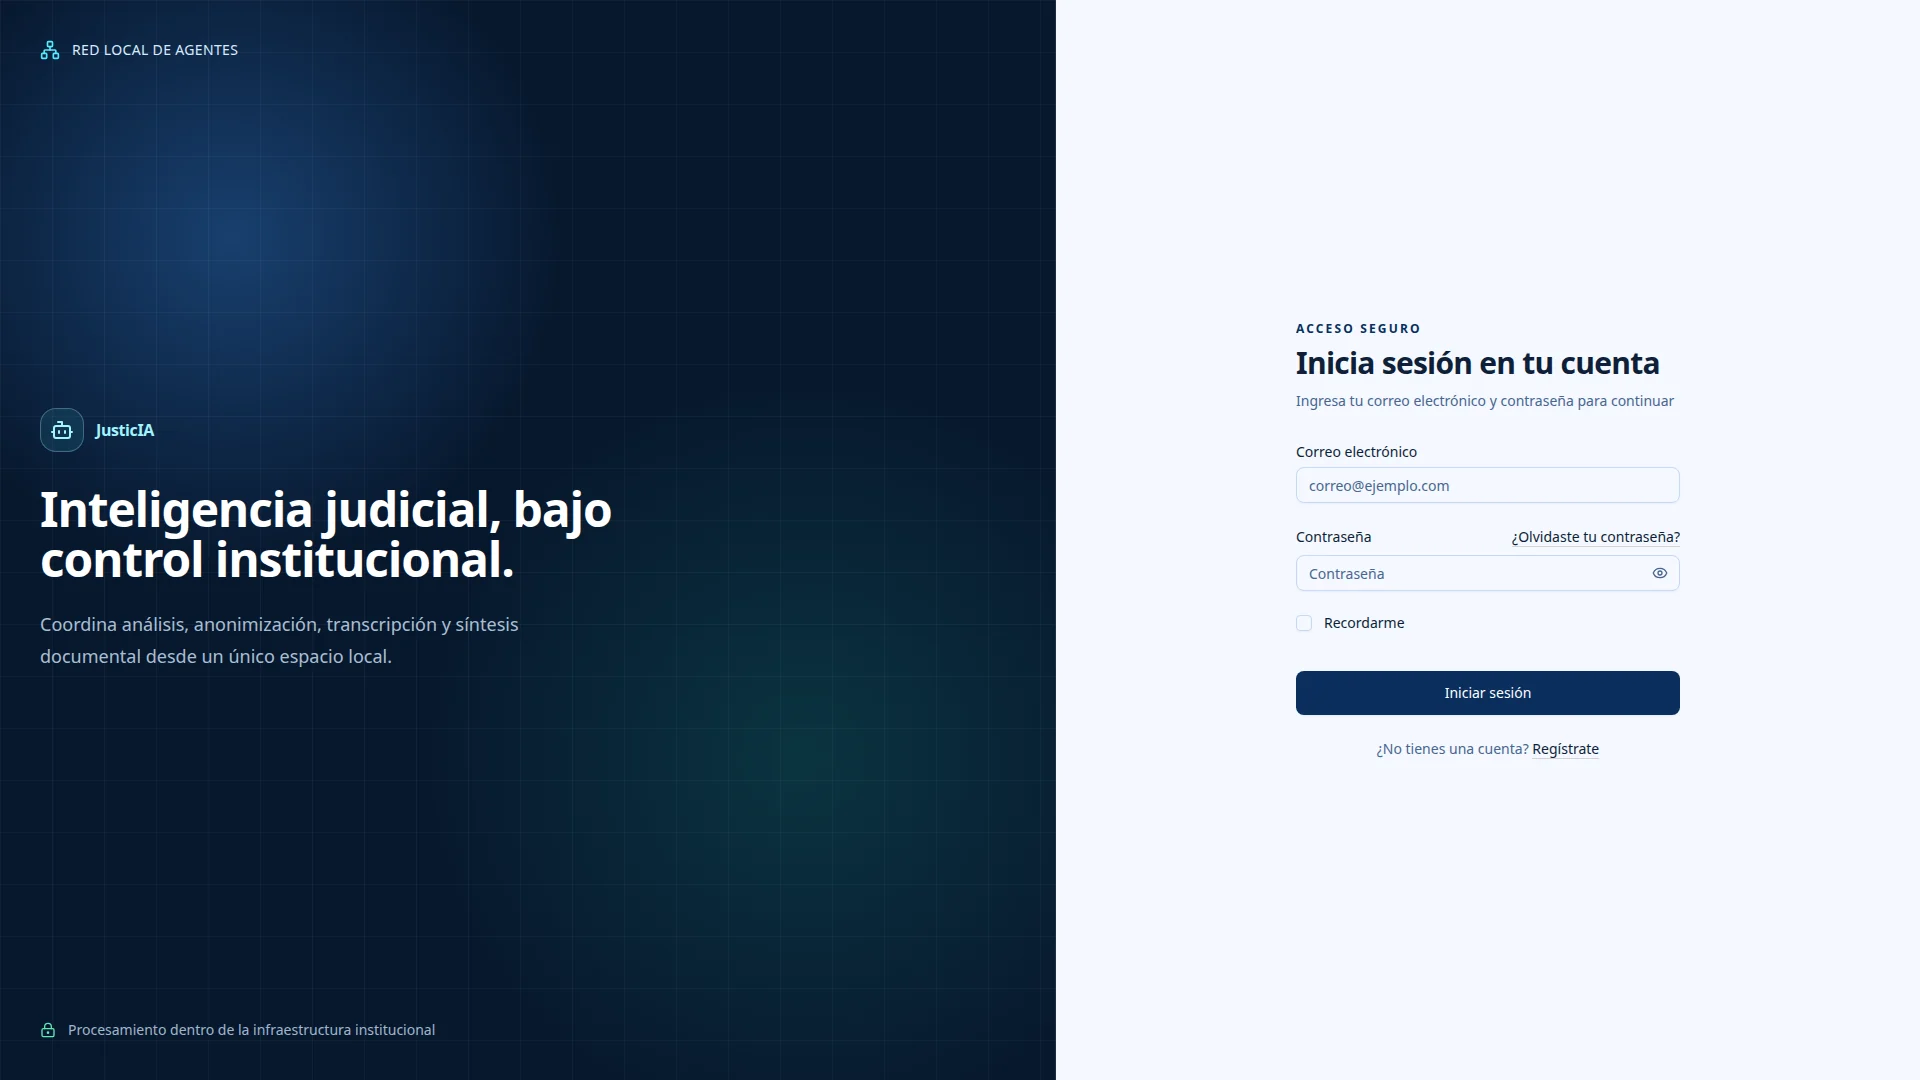 RED LOCAL DE AGENTES
JusticIA
Inteligencia judicial, bajo
control institucional.
Coordina análisis, anonimización, transcripción y síntesis
documental desde un único espacio local.
Procesamiento dentro de la infraestructura institucional
ACCESO SEGURO
Inicia sesión en tu cuenta
Ingresa tu correo electrónico y contraseña para continuar
Correo electrónico
correo@ejemplo.com
Contraseña ¿Olvidaste tu contraseña?
Contraseña
Recordarme
Iniciar sesión
¿No tienes una cuenta? Regístrate